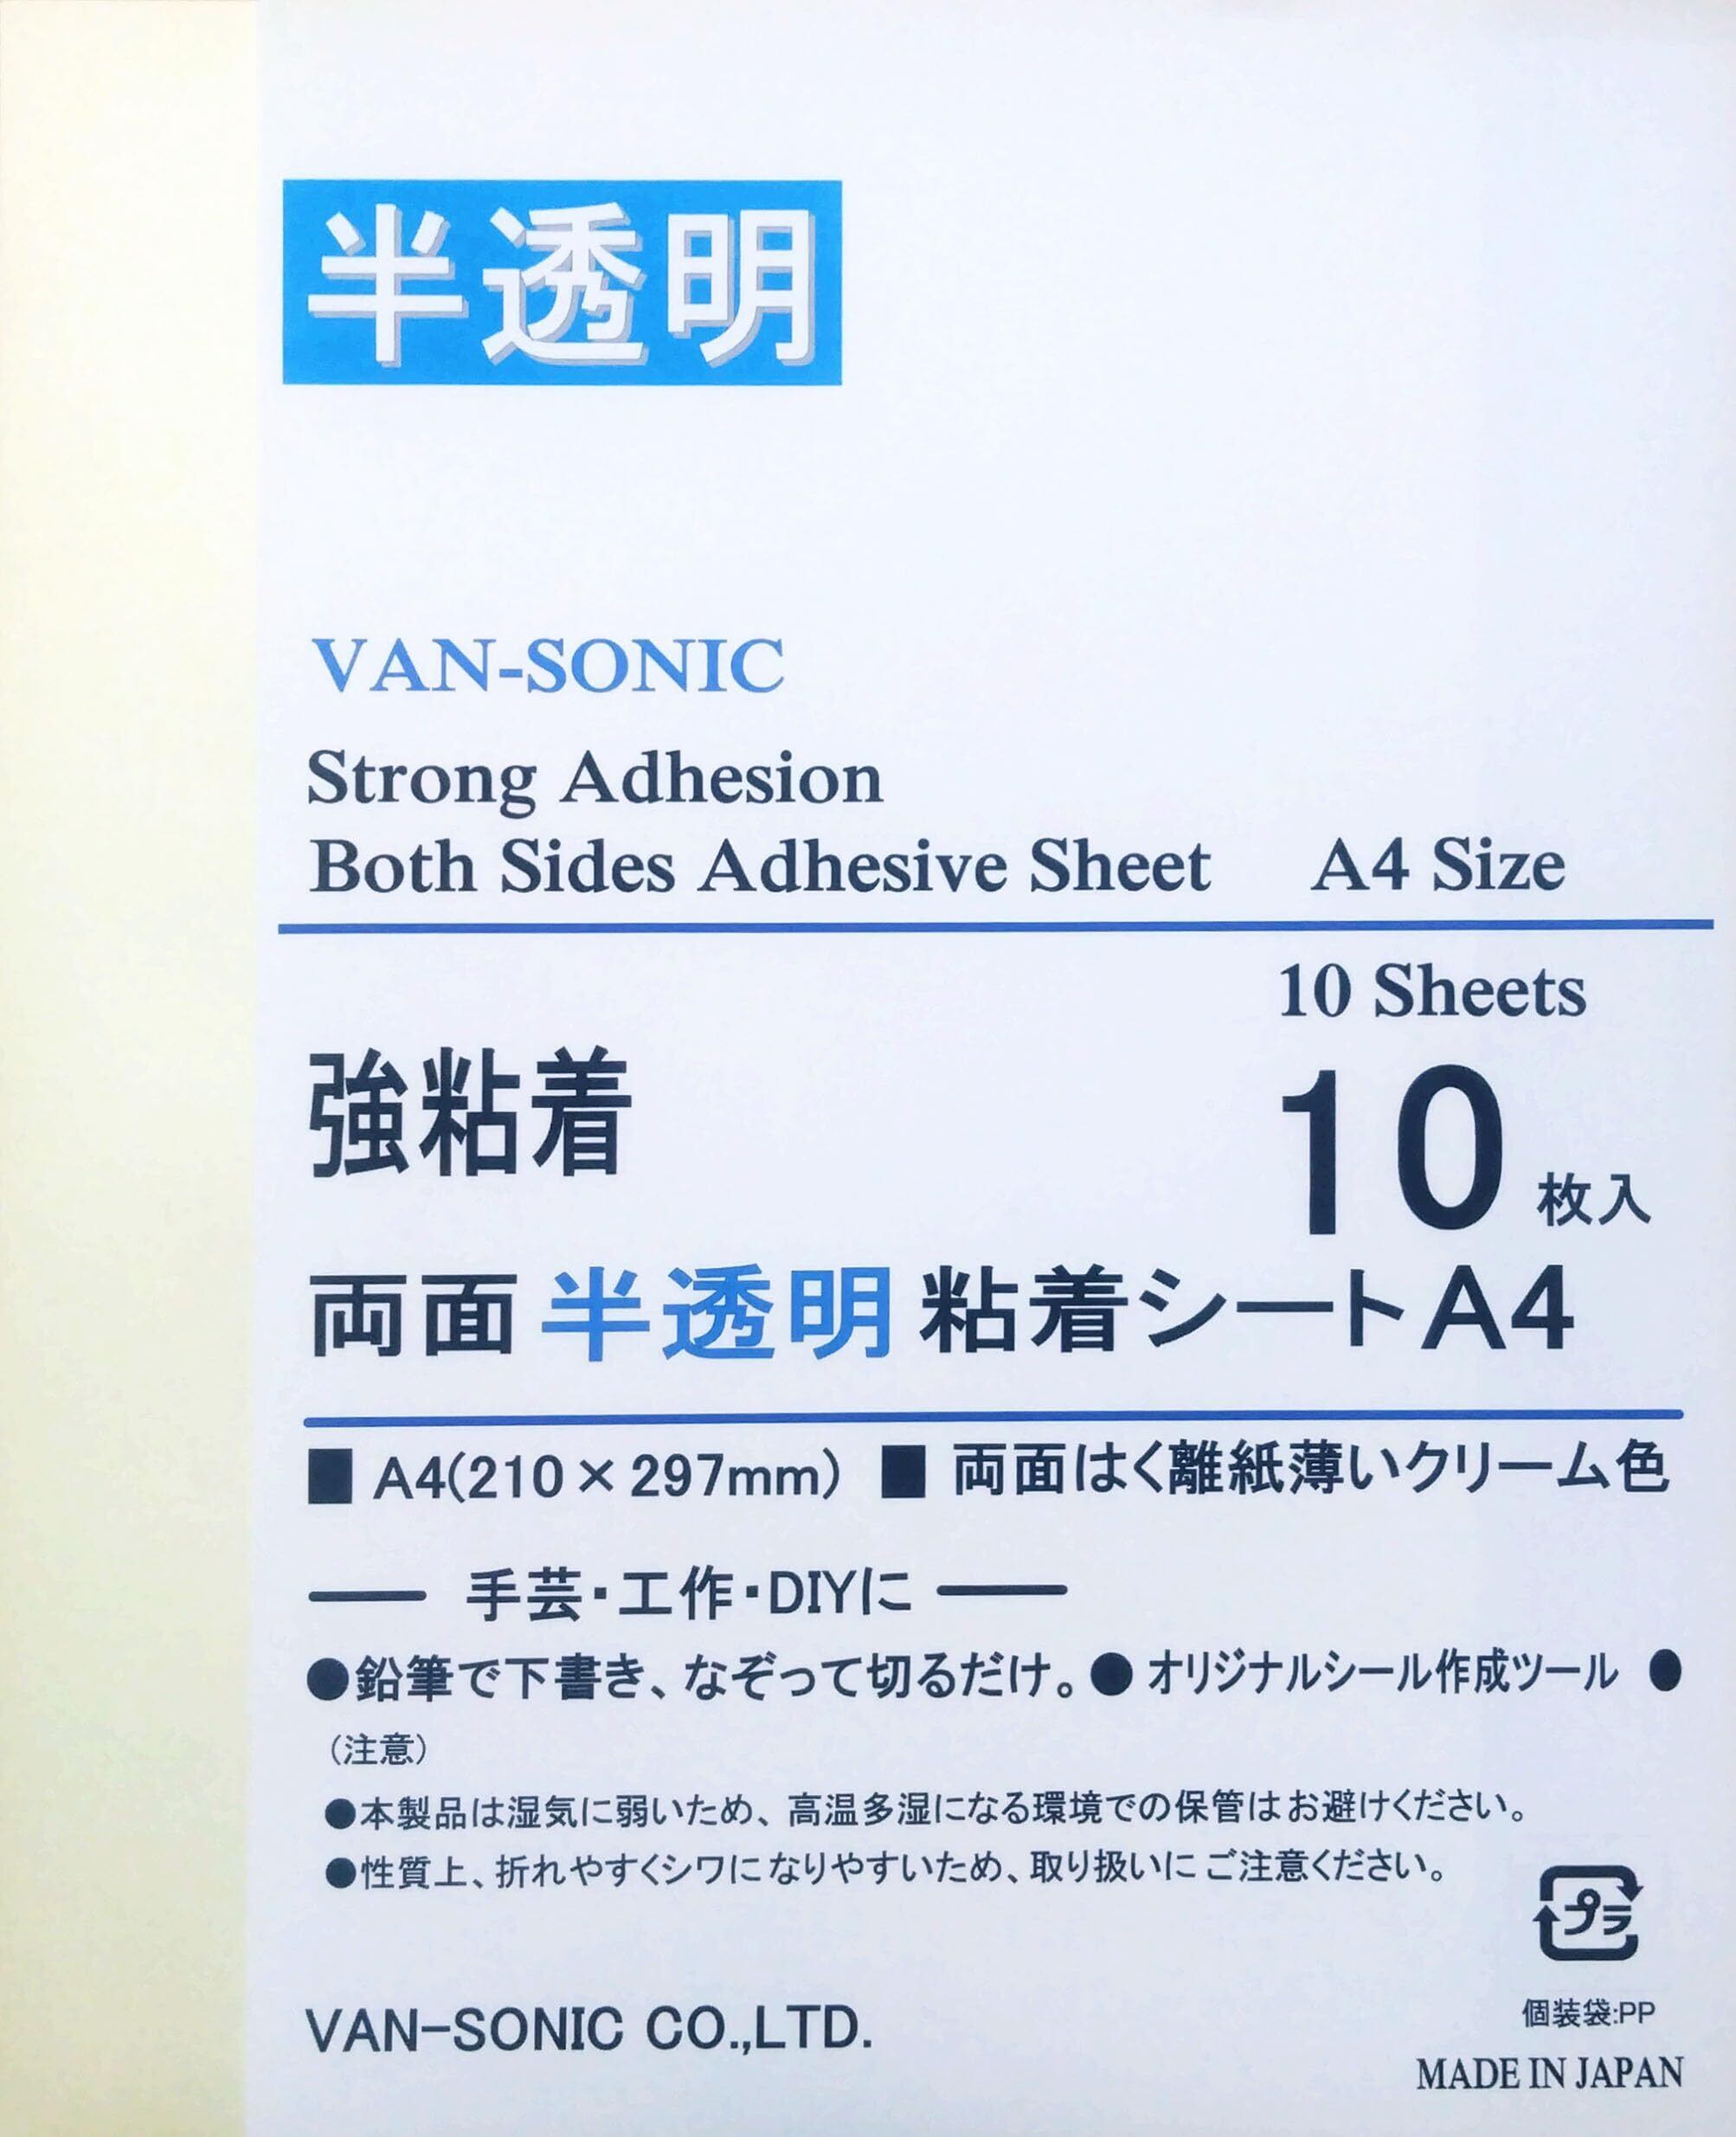 半透明
VAN-SONIC
Strong Adhesion
Both Sides Adhesive Sheet A4 Size
10 Sheets
強粘着
10枚入
両面半透明粘着シートA4
■ A4(210×297mm) ■ 両面はく離紙薄いクリーム色
── 手芸・工作・DIYに ──
●鉛筆で下書き、なぞって切るだけ。● オリジナルシール作成ツール ●
(注意)
●本製品は湿気に弱いため、高温多湿になる環境での保管はお避けください。
●性質上、折れやすくシワになりやすいため、取り扱いにご注意ください。
プラ
個装袋:PP
VAN-SONIC CO.,LTD.
MADE IN JAPAN